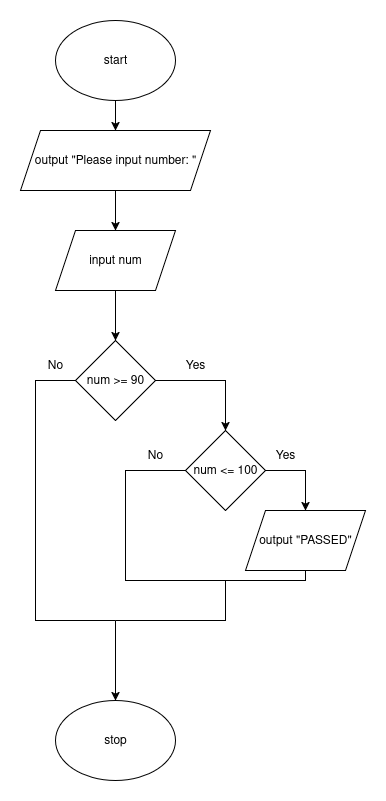 start
output "Please input number: "
input num
No
Yes
num >= 90
No
Yes
num <= 100
output "PASSED"
stop